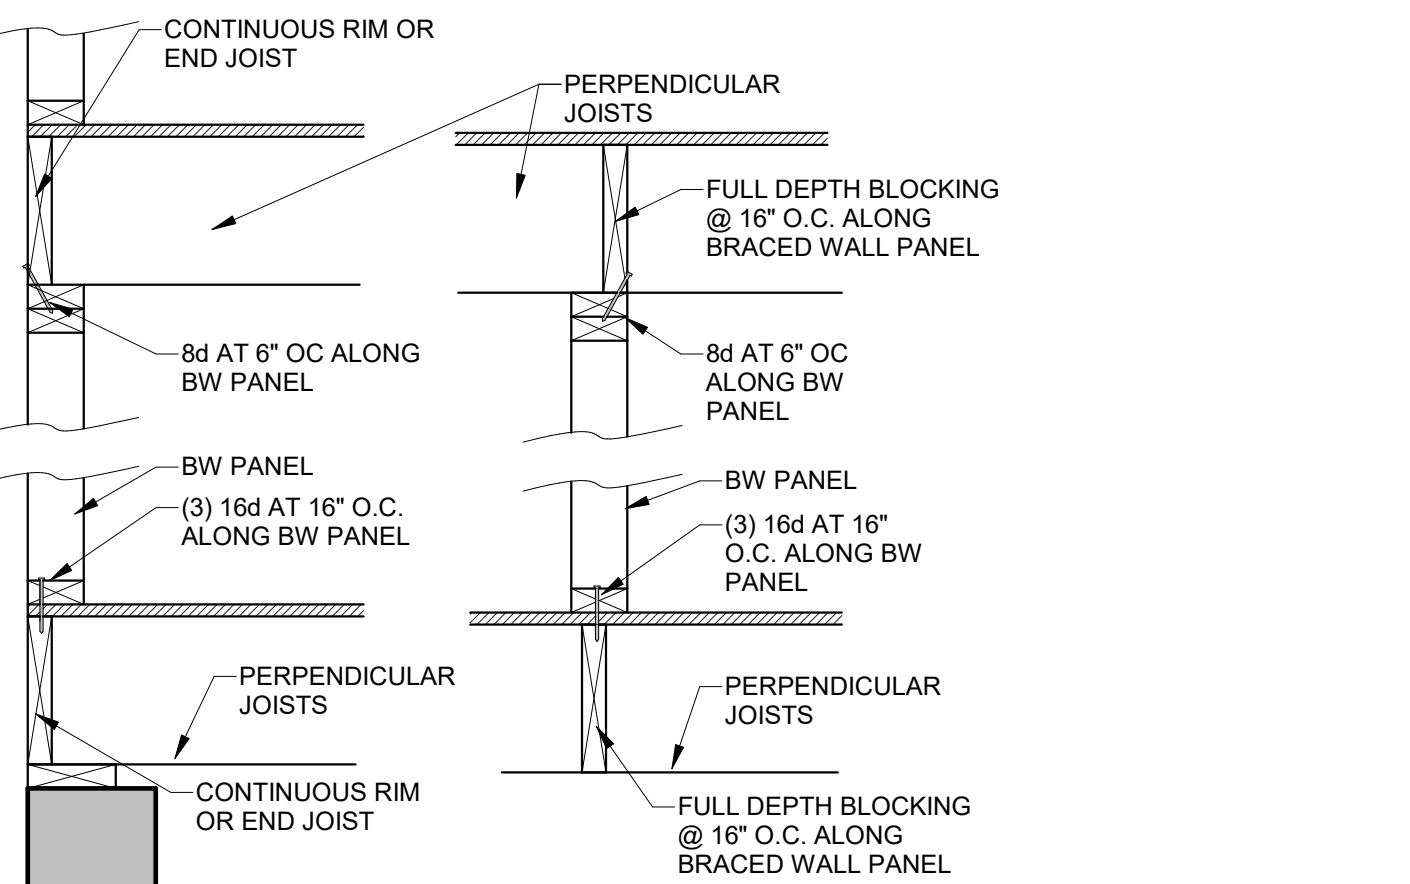 CONTINUOUS RIM OR
END JOIST
PERPENDICULAR
JOISTS
FULL DEPTH BLOCKING
@ 16" O.C. ALONG
BRACED WALL PANEL
8d AT 6" OC ALONG
BW PANEL
8d AT 6" OC
ALONG BW
PANEL
BW PANEL
(3) 16d AT 16" O.C.
ALONG BW PANEL
BW PANEL
(3) 16d AT 16"
O.C. ALONG BW
PANEL
PERPENDICULAR
JOISTS
PERPENDICULAR
JOISTS
CONTINUOUS RIM
OR END JOIST
FULL DEPTH BLOCKING
@ 16" O.C. ALONG
BRACED WALL PANEL